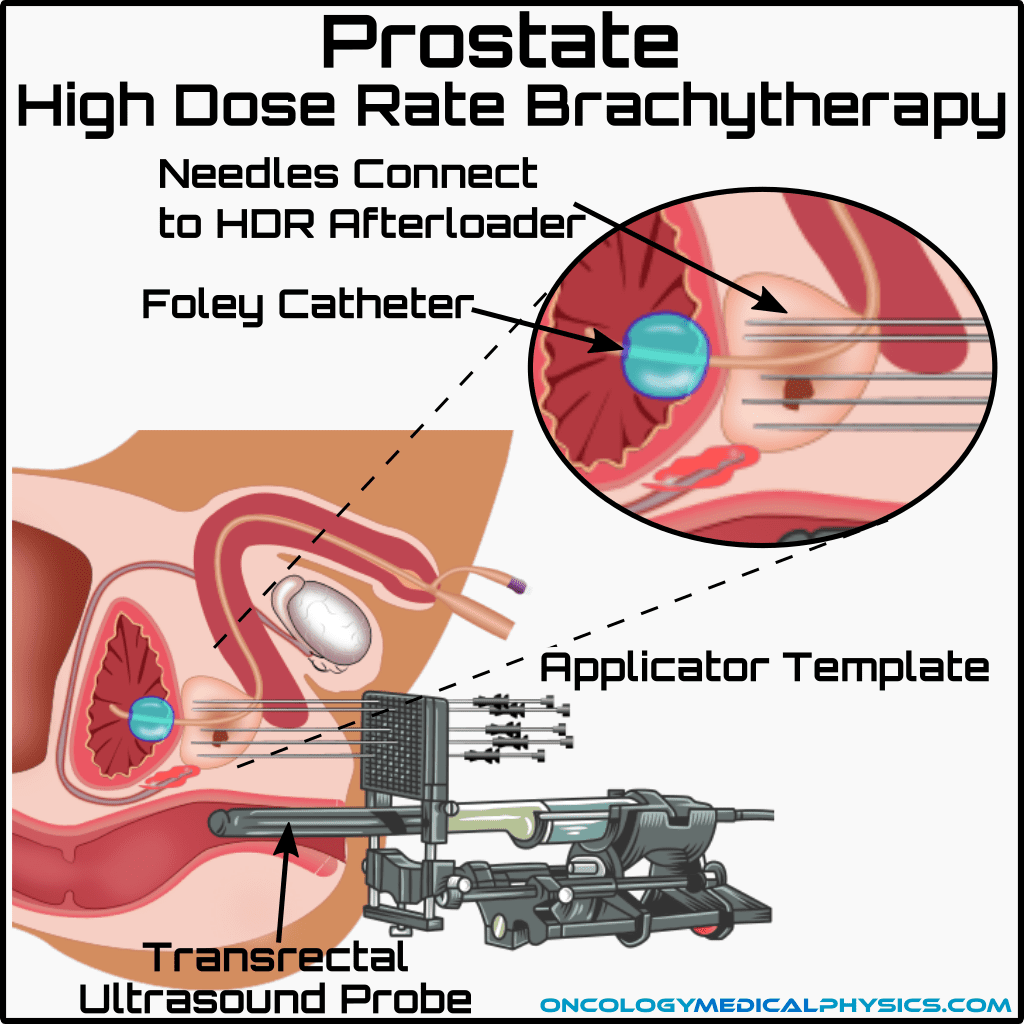 Prostate
High Dose Rate Brachytherapy
Needles Connect
to HDR Afterloader
Foley Catheter
Applicator Template
Transrectal
Ultrasound Probe
ONCOLOGYMEDICALPHYSICS.COM